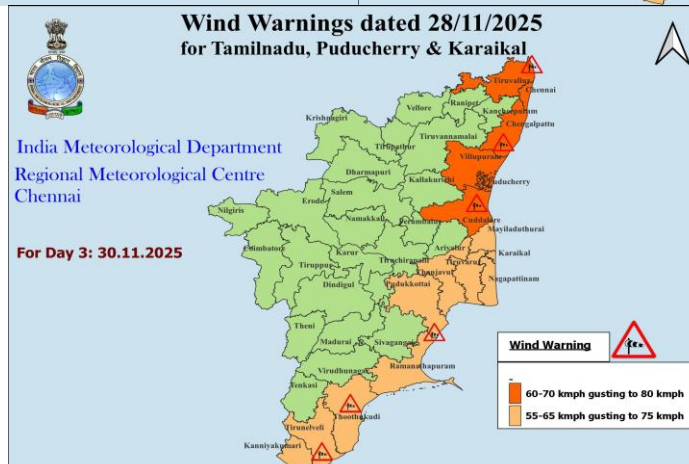 Wind Warnings dated 28/11/2025
for Tamilnadu, Puducherry & Karaikal
India Meteorological Department
Regional Meteorological Centre
Chennai
For Day 3: 30.11.2025
Tiruvallur
Chennai
Ranipet
Kancheepuram
Vellore
Chengalpattu
Krishnagiri
Tiruvannamalai
Tirupathur
Villupuram
Dharmapuri
Kallakurichi
Puducherry
Salem
Erode
Nilgiris
Namakkal
Perambalur
Cuddalore
Mayiladuthurai
Coimbatore
Karur
Ariyalur
Karaikal
Tiruchirapalli
Tiruvarur
Tiruppur
Thanjavur
Nagapattinam
Dindigul
Pudukkottai
Theni
Madurai
Sivagangai
Virudhunagar
Ramanathapuram
Tenkasi
Thoothukudi
Tirunelveli
Kanniyakumari
Wind Warning
60-70 kmph gusting to 80 kmph
55-65 kmph gusting to 75 kmph